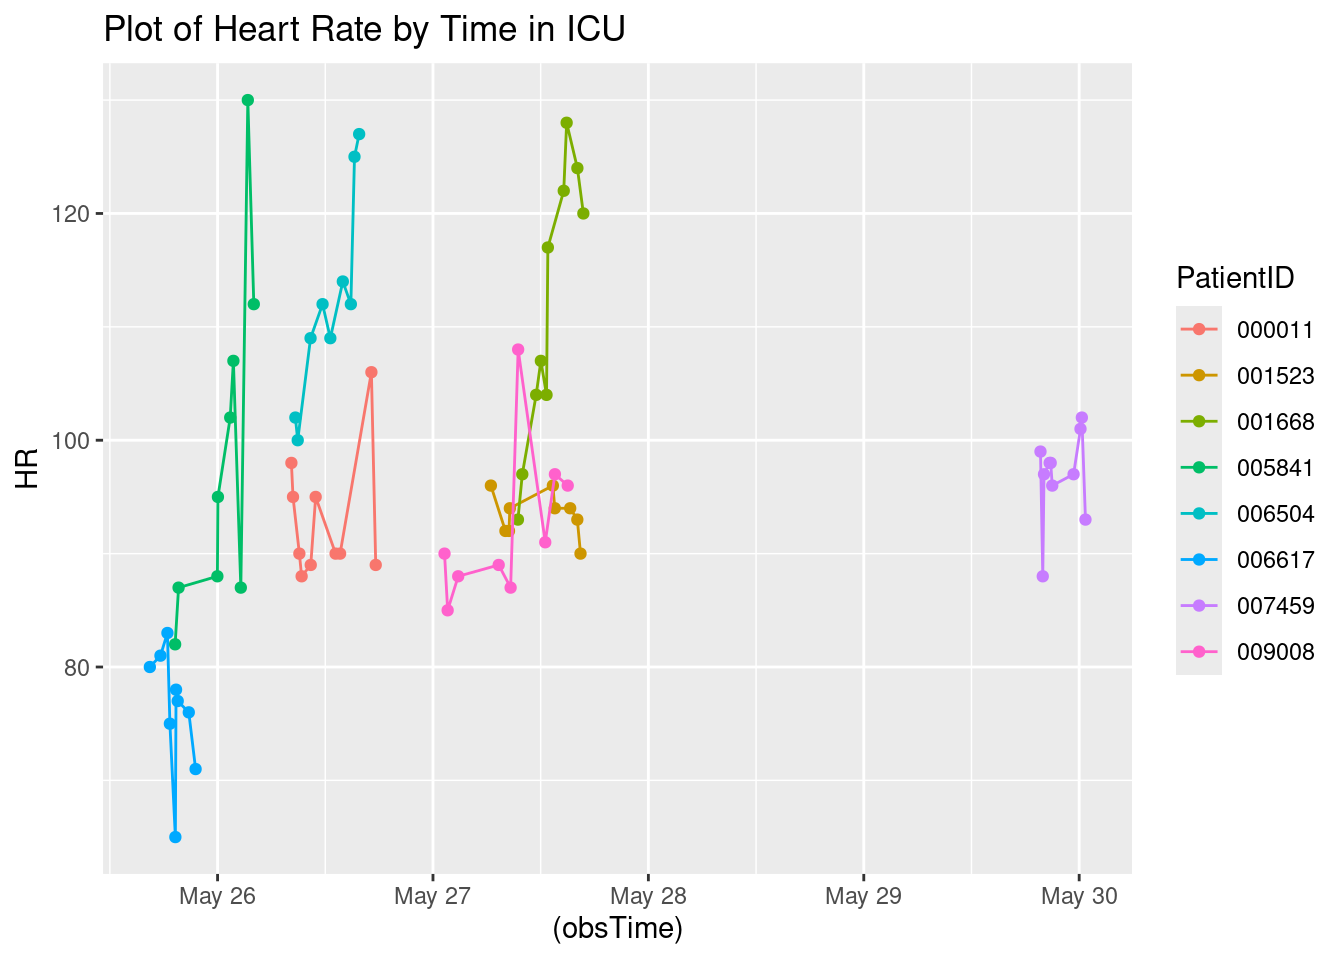 Plot of Heart Rate by Time in ICU
HR
120
100
80
May 26
May 27
May 28
May 29
May 30
(obsTime)
PatientID
000011
001523
001668
005841
006504
006617
007459
009008